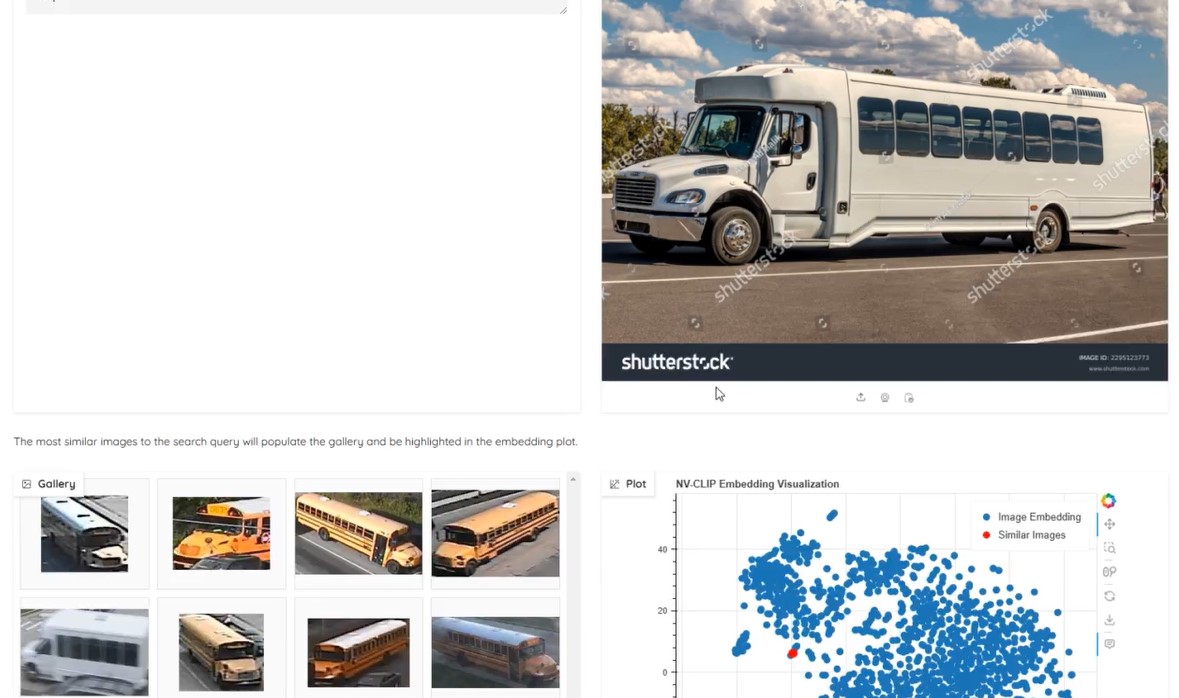 shutterstock
shutterstock
shutterstock
shutterstock
shutterstock
shutterstock
shutterstock
IMAGE ID: 2295123773
www.shutterstock.com
The most similar images to the search query will populate the gallery and be highlighted in the embedding plot.
Gallery
Plot
NV-CLIP Embedding Visualization
Image Embedding
Similar Images
40
20
0